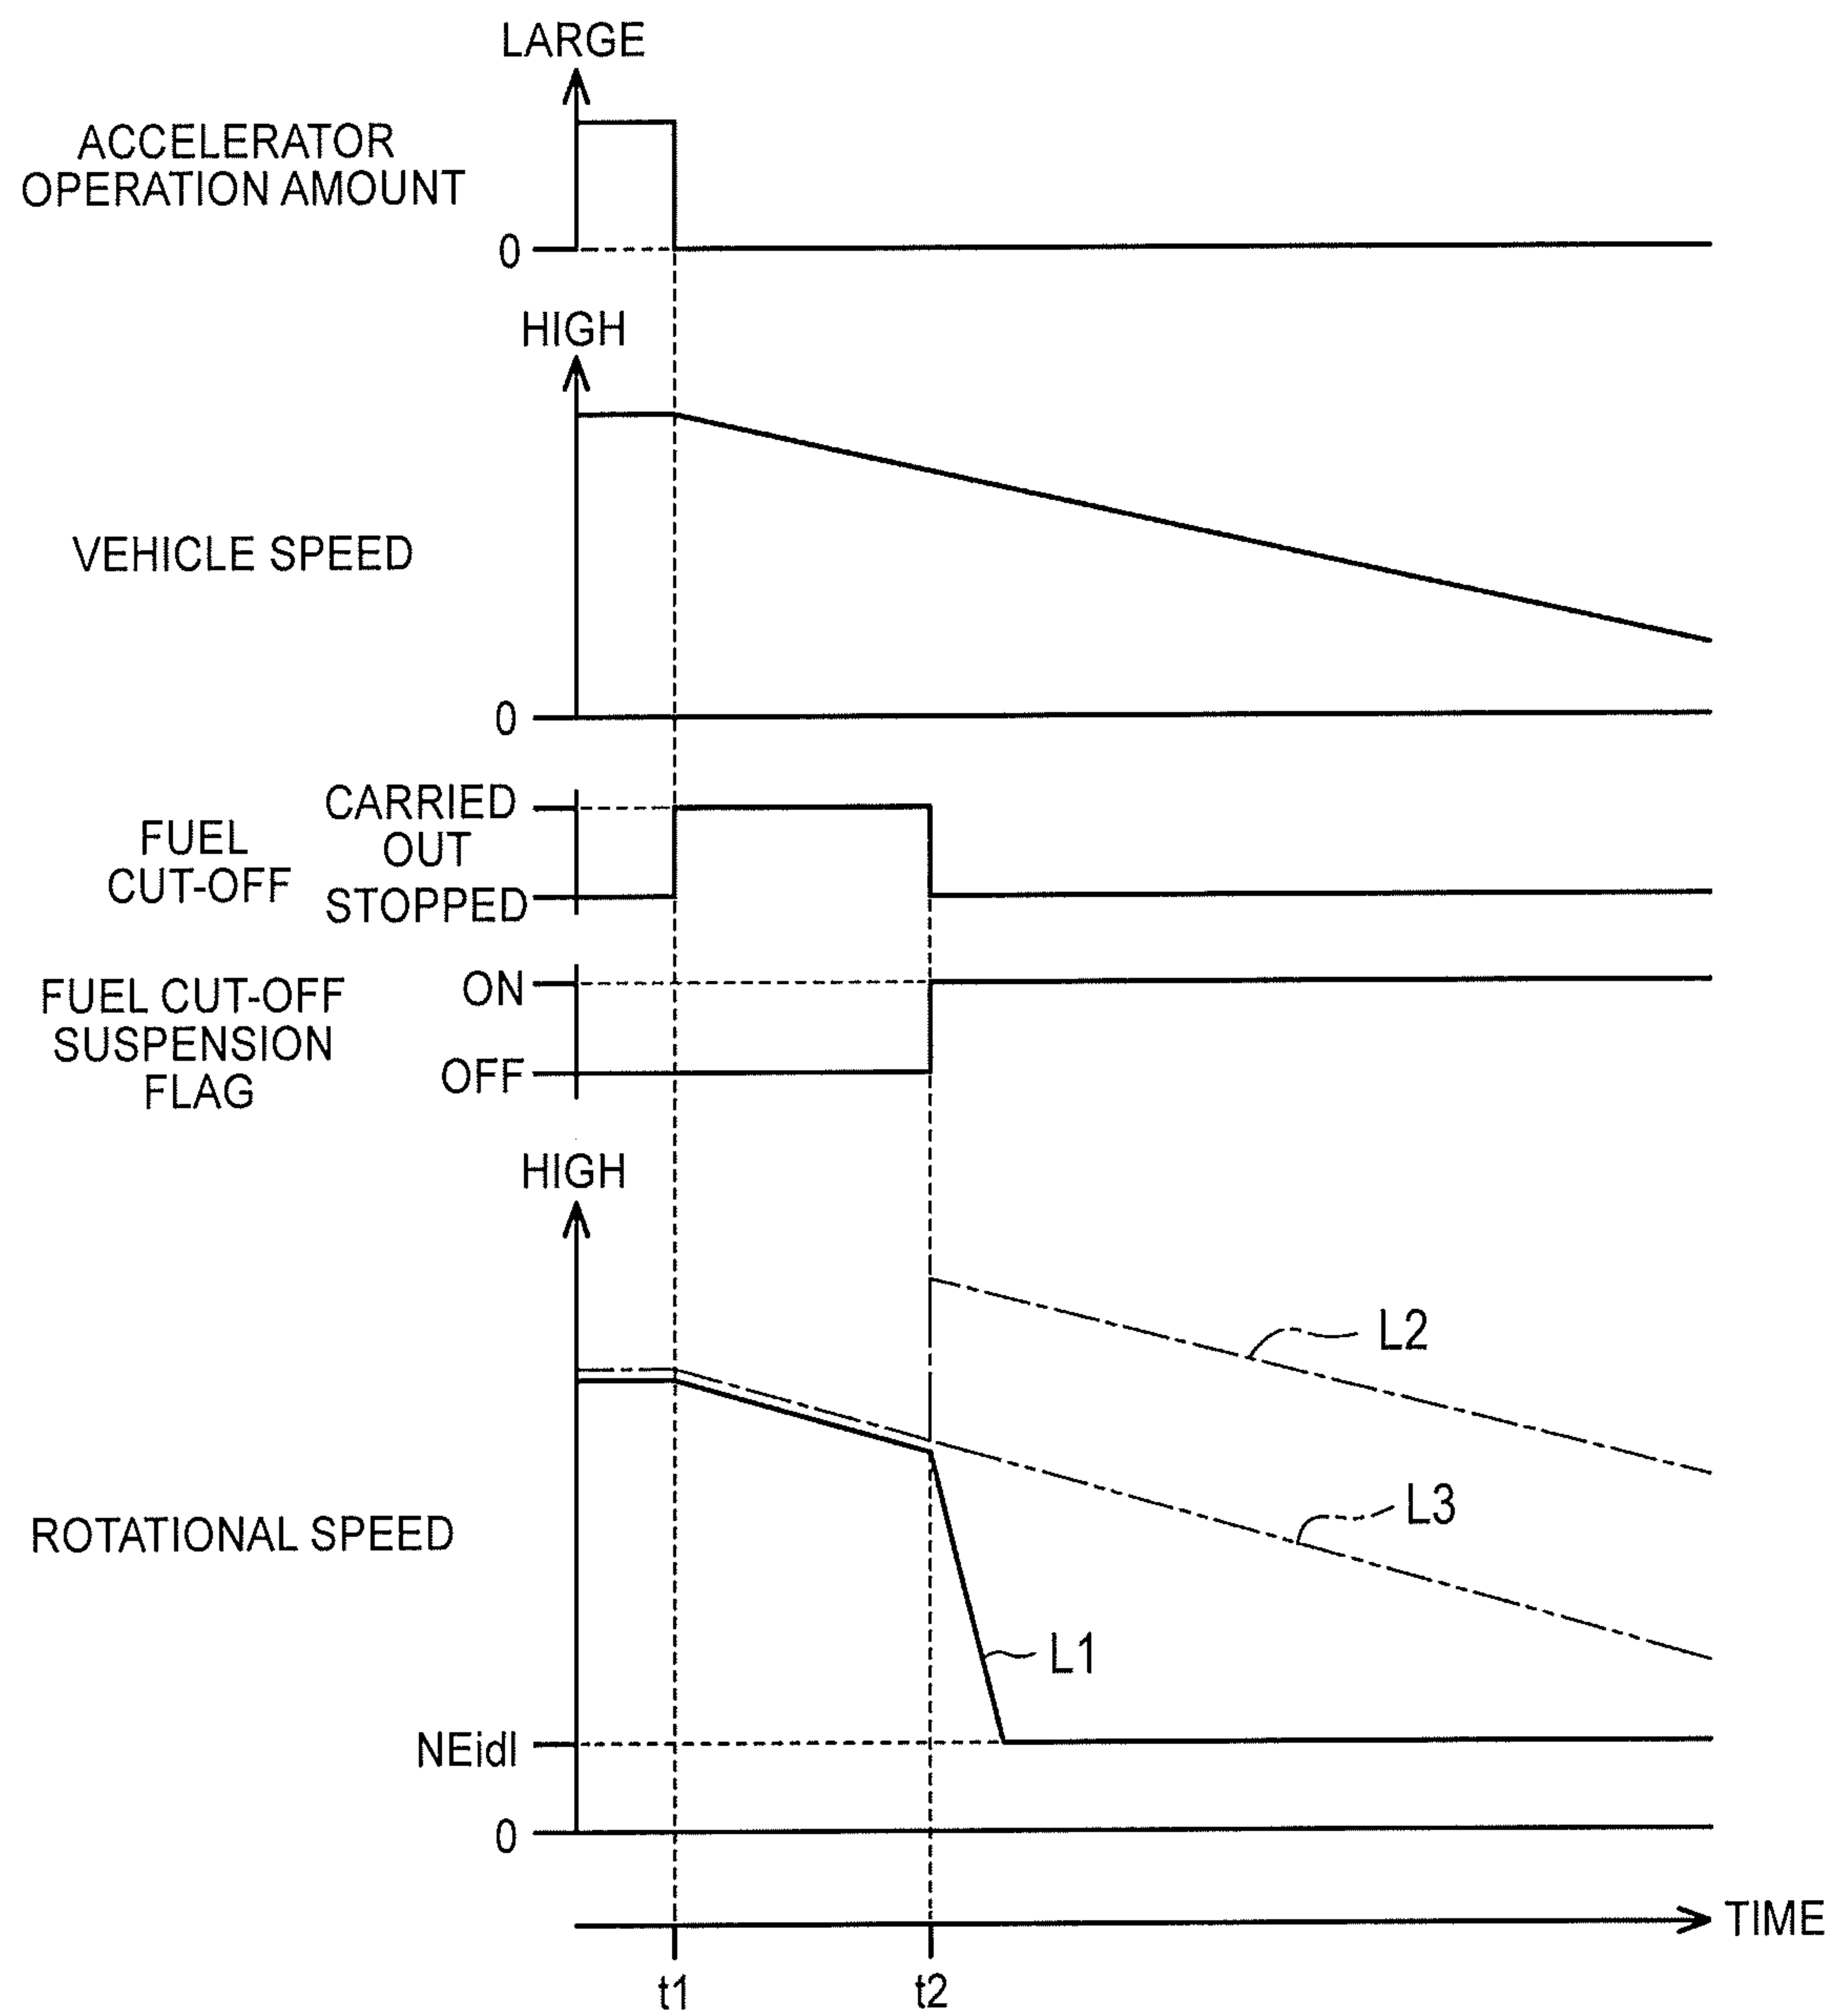 LARGE
ACCELERATOR
OPERATION AMOUNT
0
HIGH
VEHICLE SPEED
0
FUEL
CUT-OFF
CARRIED
OUT
STOPPED
FUEL CUT-OFF
SUSPENSION
FLAG
ON
OFF
HIGH
L2
L3
ROTATIONAL SPEED
L1
NEidl
0
TIME
t1
t2